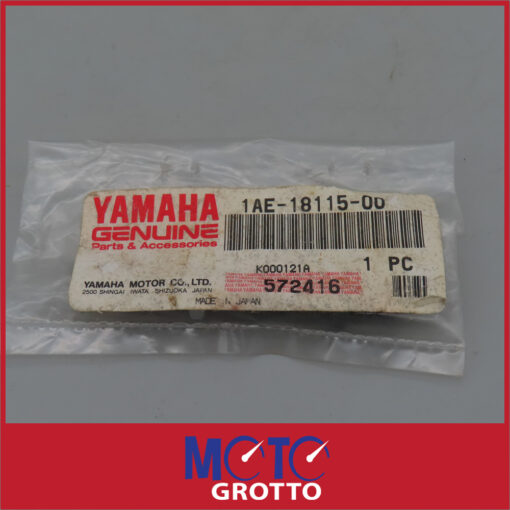 YAMAHA
GENUINE
Parts & Accessories
1AE-18115-00
K000121A
1 PC
YAMAHA MOTOR CO.,LTD.
2500 SHINGAI IWATA SHIZUOKA JAPAN
572416
MADE IN JAPAN
MOTO
GROTTO